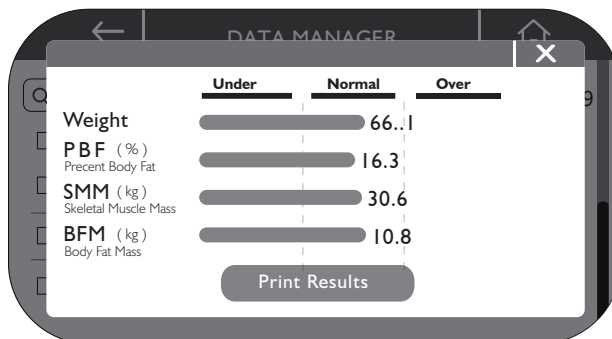 DATA MANAGER
Under Normal Over
9
Weight 66..1
PBF (%) 16.3
Precent Body Fat
SMM (kg) 30.6
Skeletal Muscle Mass
BFM (kg) 10.8
Body Fat Mass
Print Results